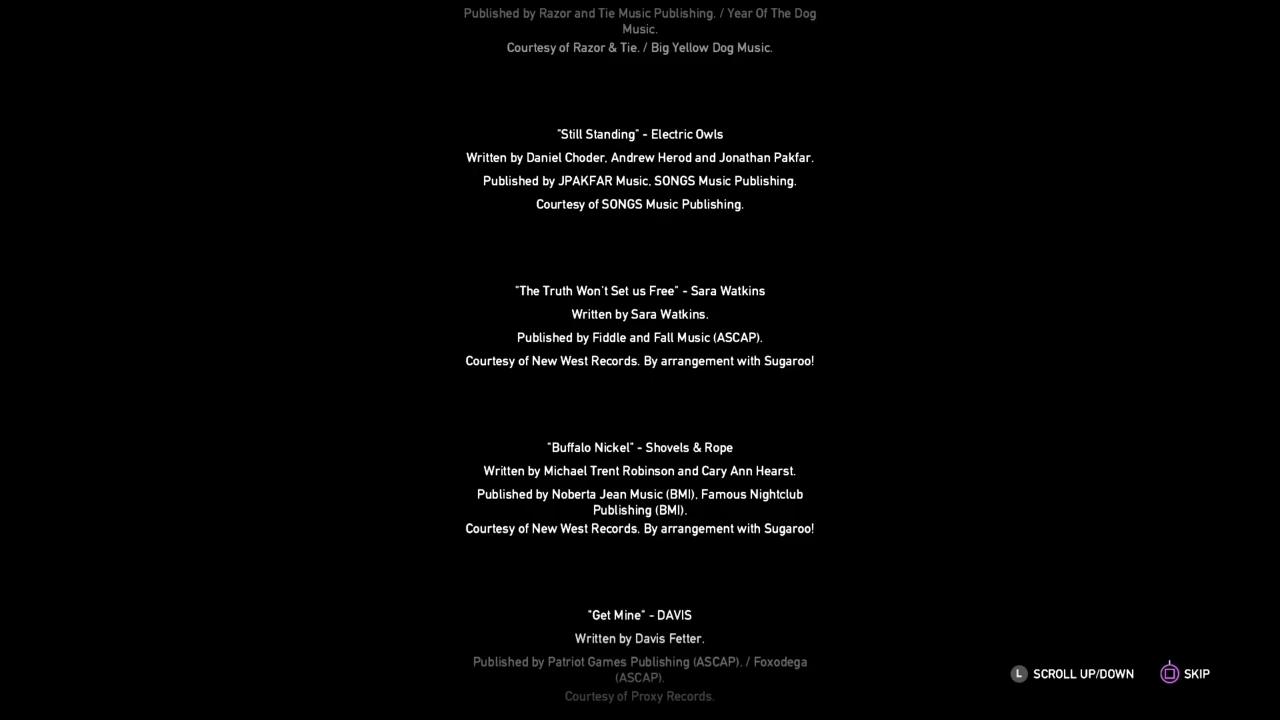 Published by Razor and Tie Music Publishing. / Year Of The Dog
Music.
Courtesy of Razor & Tie. / Big Yellow Dog Music.
"Still Standing" - Electric Owls
Written by Daniel Choder, Andrew Herod and Jonathan Pakfar.
Published by JPAKFAR Music, SONGS Music Publishing.
Courtesy of SONGS Music Publishing.
"The Truth Won't Set us Free" - Sara Watkins
Written by Sara Watkins.
Published by Fiddle and Fall Music (ASCAP).
Courtesy of New West Records. By arrangement with Sugaroo!
"Buffalo Nickel" - Shovels & Rope
Written by Michael Trent Robinson and Cary Ann Hearst.
Published by Noberta Jean Music (BMI), Famous Nightclub
Publishing (BMI).
Courtesy of New West Records. By arrangement with Sugaroo!
"Get Mine" - DAVIS
Written by Davis Fetter.
Published by Patriot Games Publishing (ASCAP). / Foxodega
(ASCAP).
Courtesy of Proxy Records.
L SCROLL UP/DOWN SKIP